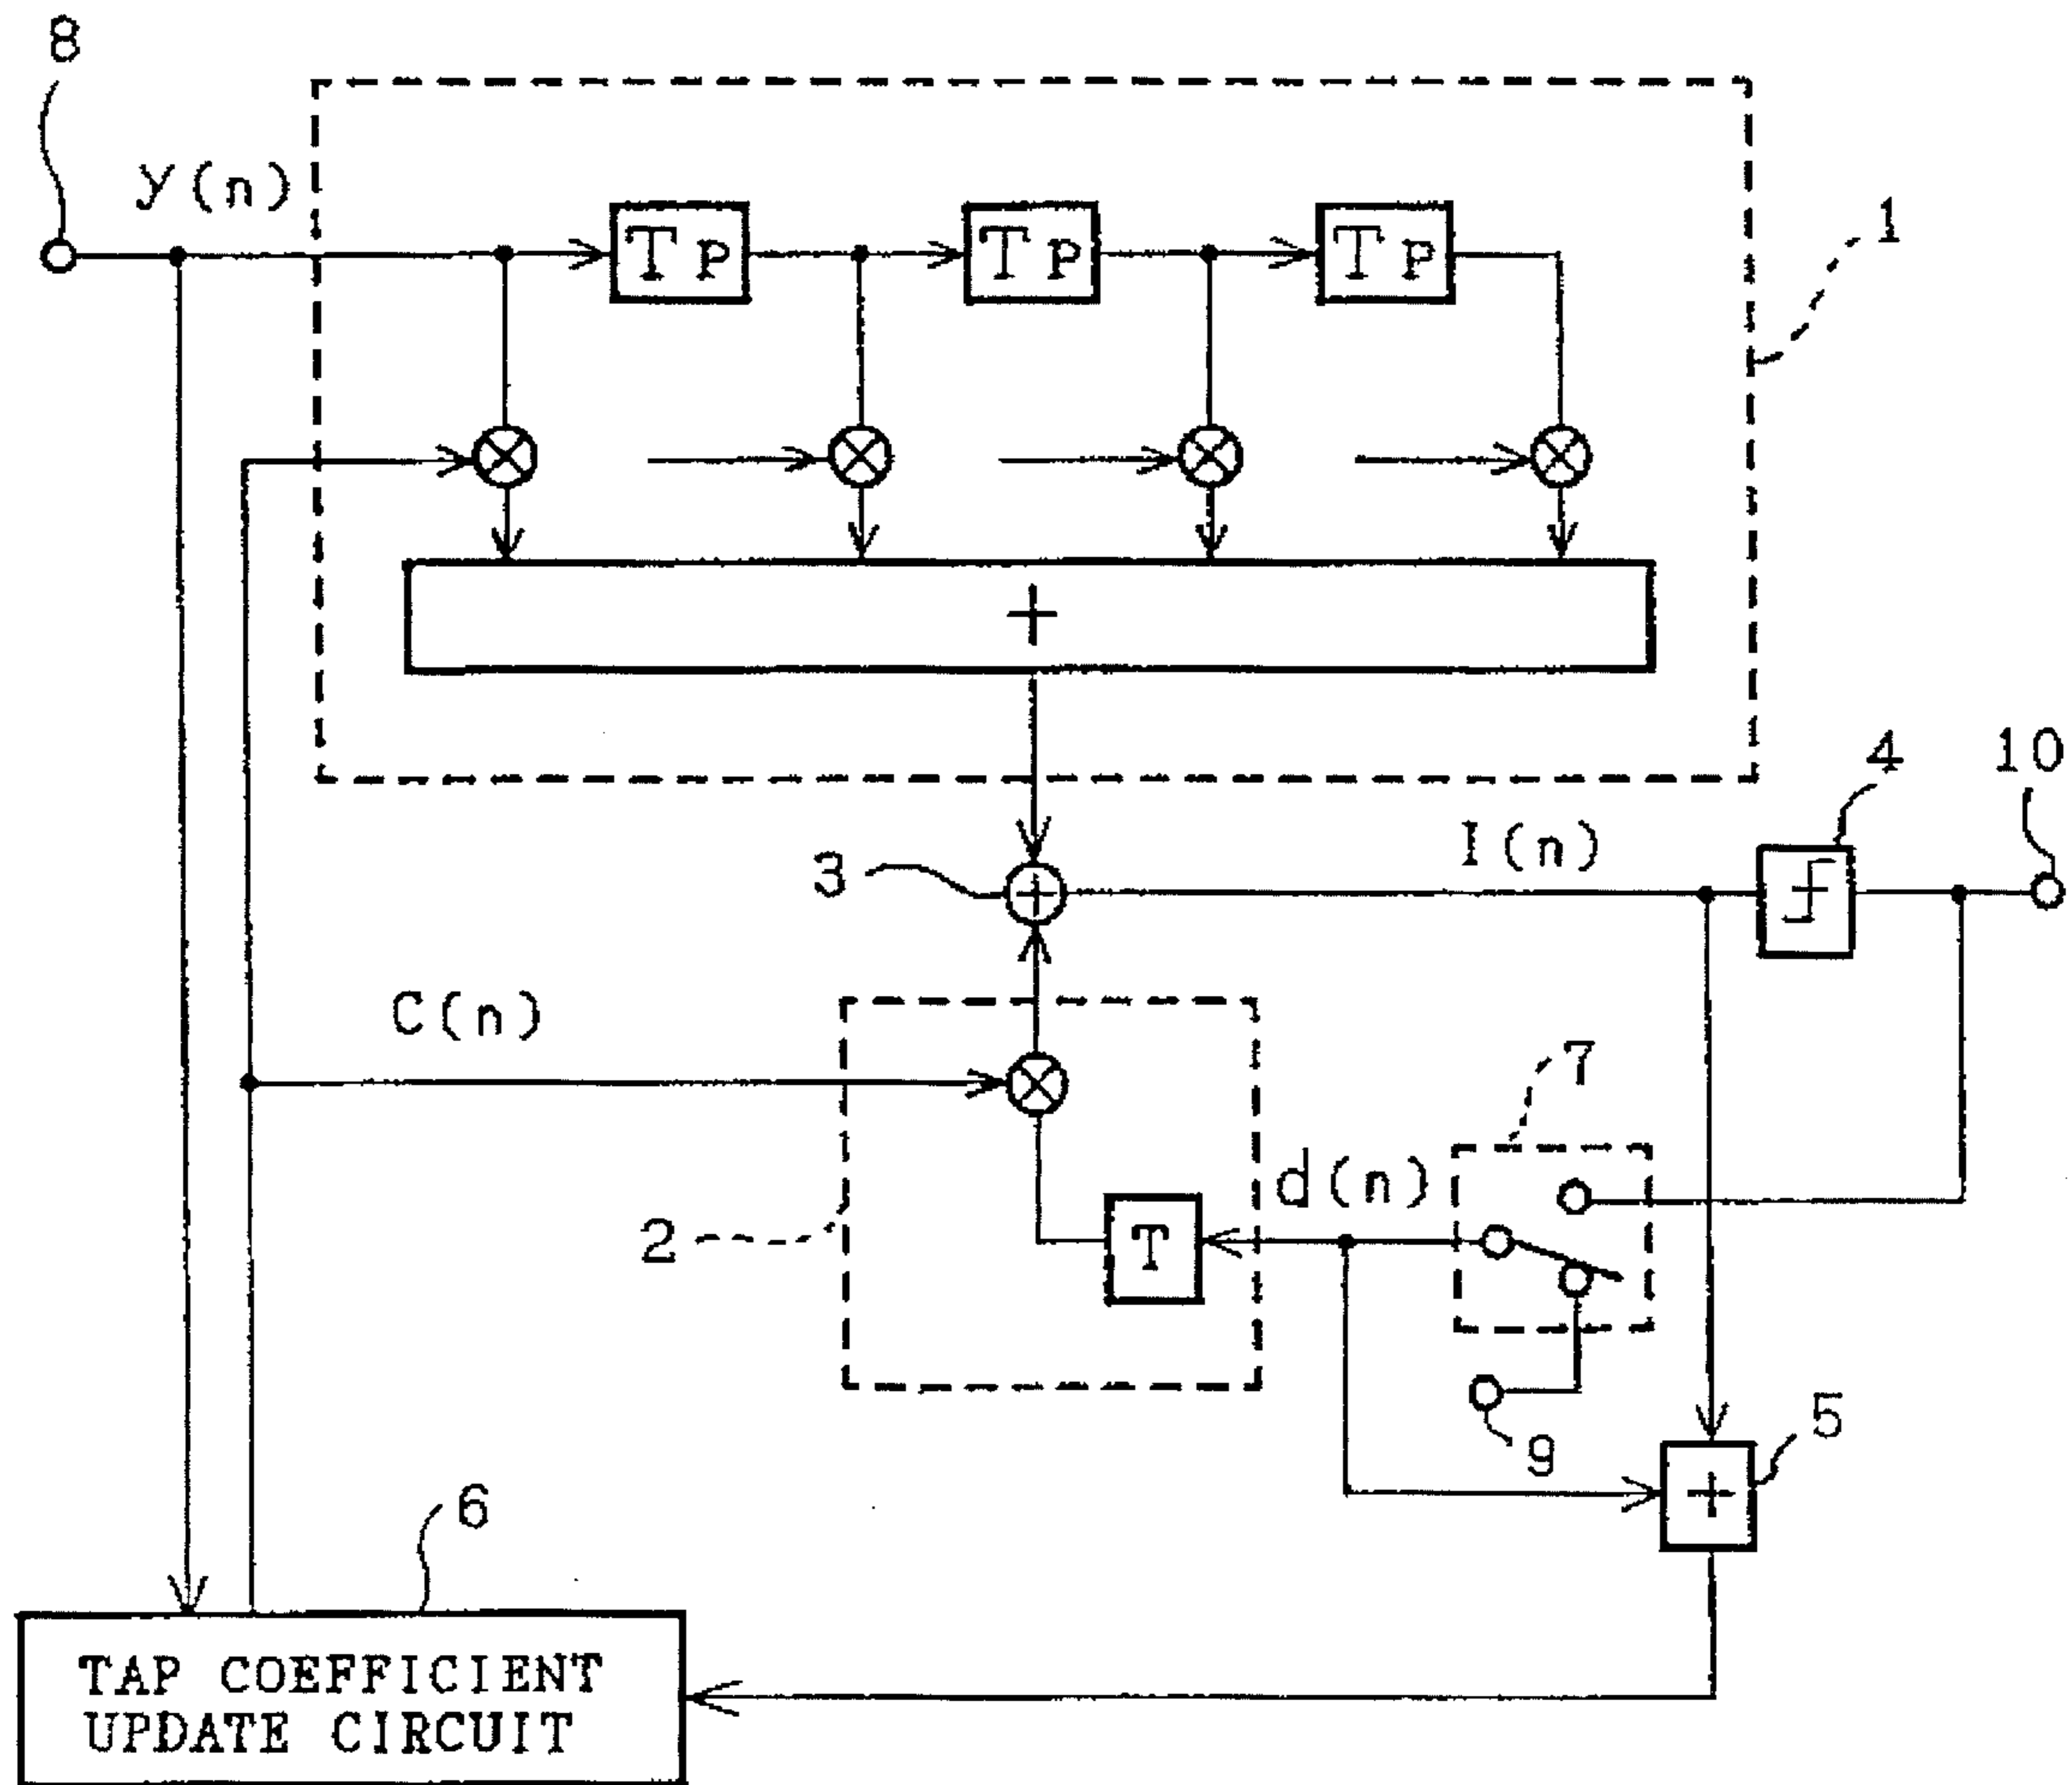 8
y(n)
Tp
Tp
Tp
1
+
4
10
3
I(n)
C(n)
7
d(n)
2
T
9
5
+
6
TAP COEFFICIENT
UPDATE CIRCUIT